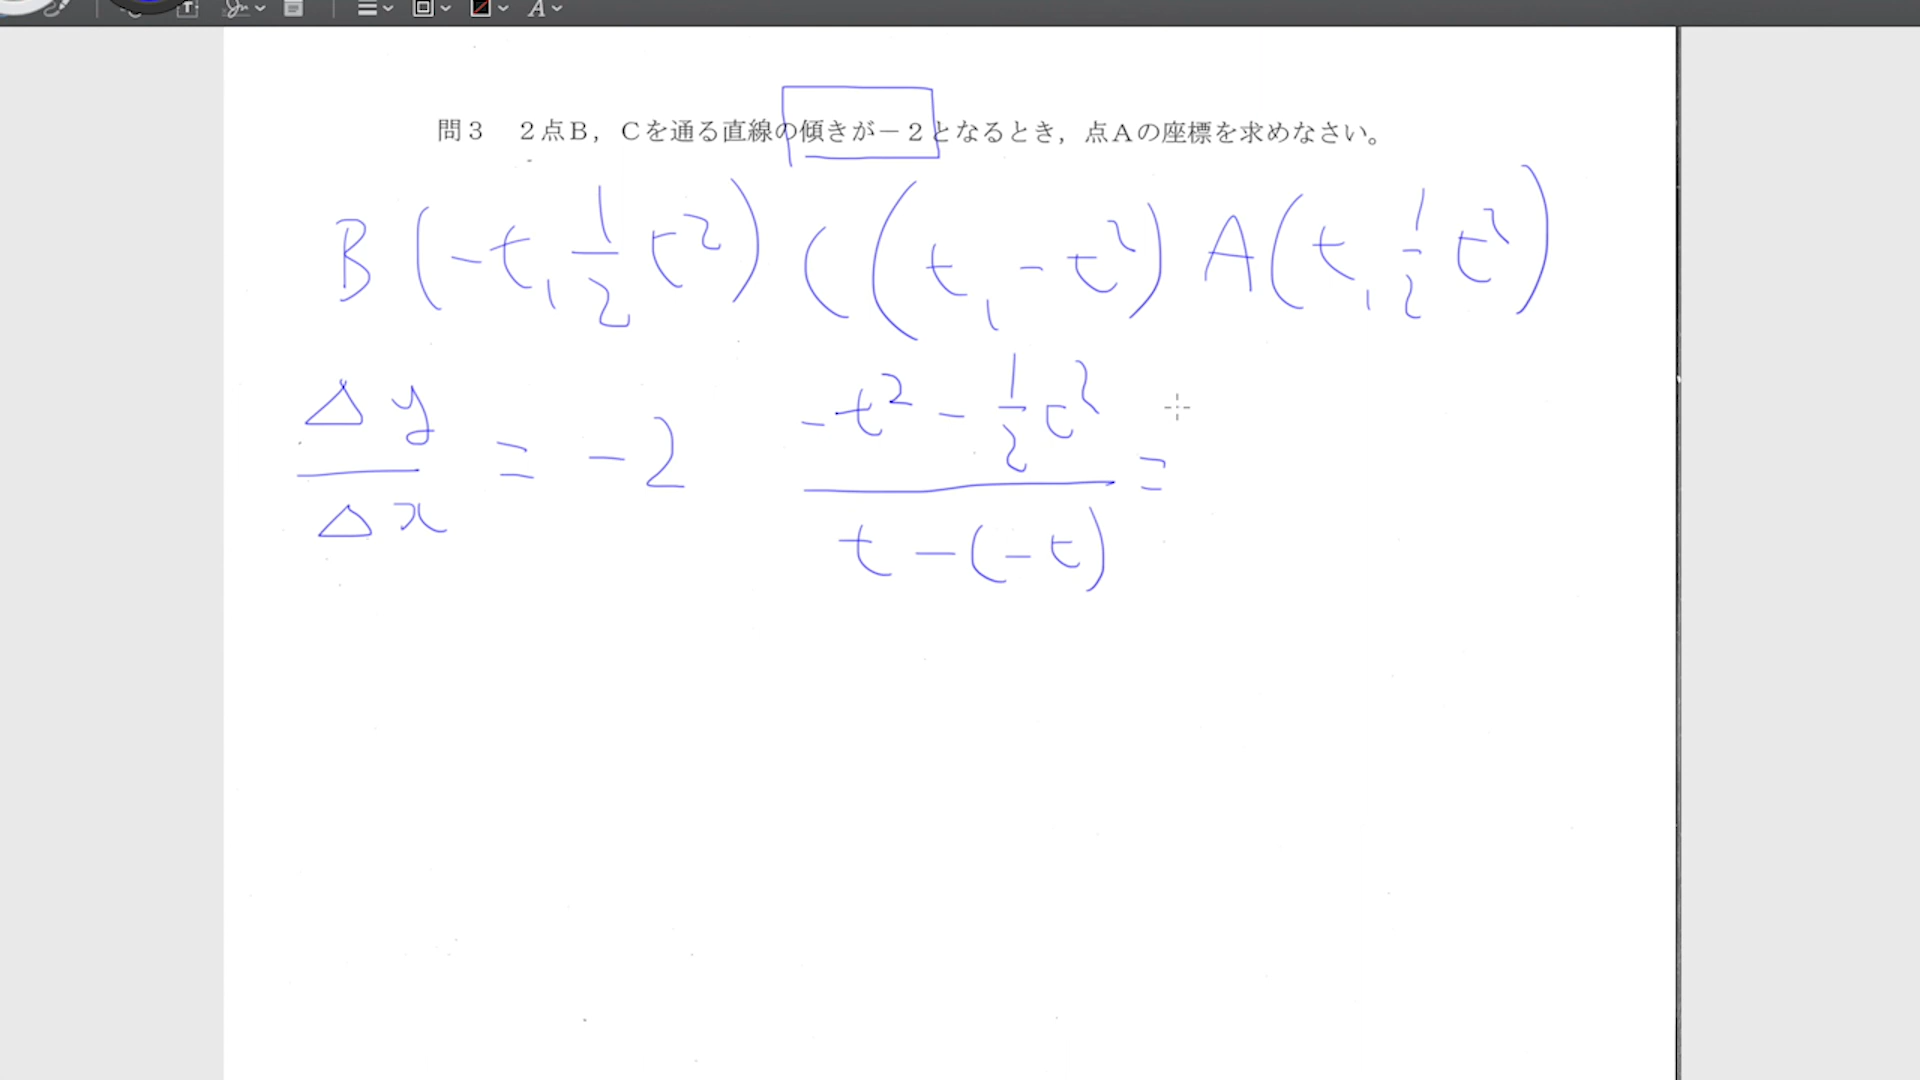 問３　２点Ｂ，Ｃを通る直線の傾きが－２となるとき，点Ａの座標を求めなさい。
B(-t, 1/2 t²) C(t, -t²) A(t, 1/2 t²)
Δy/Δx = -2 (-t² - 1/2 t²)/(t-(-t)) =